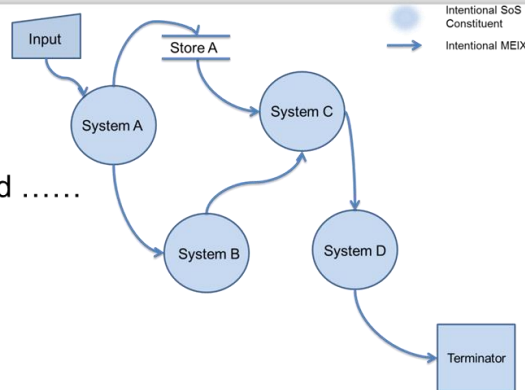 Input
Store A
System A
System C
d ……
System B
System D
Terminator
Intentional SoS
Constituent
Intentional MEIX